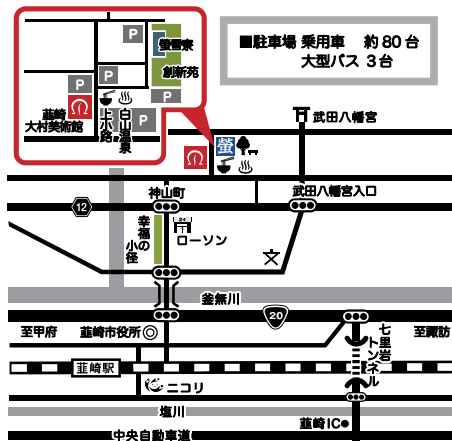 ■駐車場 乗用車 約80台
大型バス 3台
P
螢雪寮
P
P
創新苑
P
韮崎
大村美術館
上小路
白山温泉
P
螢
武田八幡宮
12
神山町
武田八幡宮入口
幸福の
小径
24
ローソン
釜無川
20
至甲府
韮崎市役所
七里岩
トンネル
至諏訪
韮崎駅
ニコリ
塩川
韮崎IC
中央自動車道